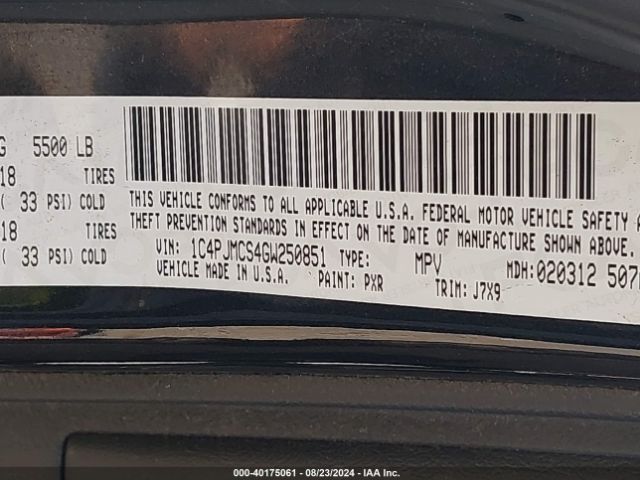 G 5500 LB
18 TIRES
( 33 PSI) COLD
18 TIRES
( 33 PSI) COLD
THIS VEHICLE CONFORMS TO ALL APPLICABLE U.S.A. FEDERAL MOTOR VEHICLE SAFETY
THEFT PREVENTION STANDARDS IN EFFECT ON THE DATE OF MANUFACTURE SHOWN ABOVE.
VIN: 1C4PJMCS4GW250851 TYPE: MPV MDH:020312 507
VEHICLE MADE IN U.S.A. PAINT: PXR TRIM: J7X9
000-40175061 - 08/23/2024 - IAA Inc.